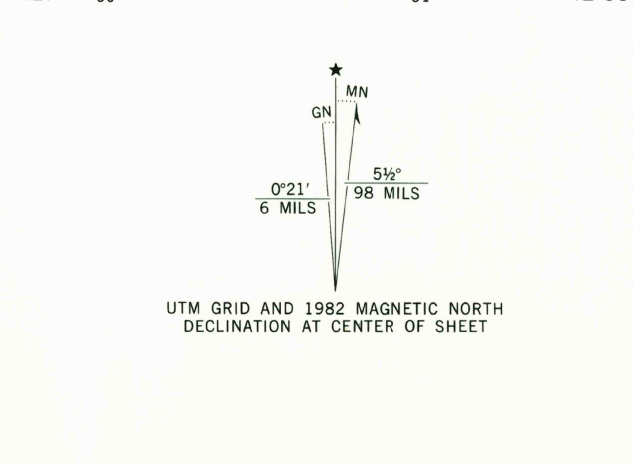 ★
MN
GN
5½°
98 MILS
0°21′
6 MILS
UTM GRID AND 1982 MAGNETIC NORTH
DECLINATION AT CENTER OF SHEET